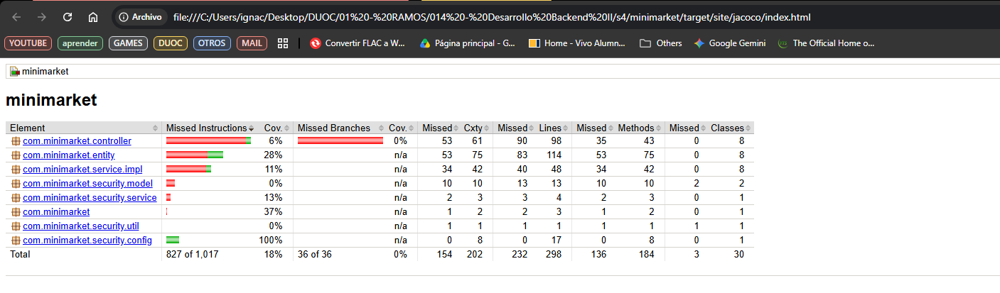 Archivo file:///C:/Users/ignac/Desktop/DUOC/01%20-%20RAMOS/014%20-%20Desarrollo%20Backend%20II/s4/minimarket/target/site/jacoco/index.html
YOUTUBE aprender GAMES DUOC OTROS MAIL Convertir FLAC a W... Página principal - G... Home - Vivo Alumn... Others Google Gemini The Official Home o...
minimarket
minimarket
Element Missed Instructions Cov. Missed Branches Cov. Missed Cxty Missed Lines Missed Methods Missed Classes
com.minimarket.controller 6% 0% 53 61 90 98 35 43 0 8
com.minimarket.entity 28% n/a 53 75 83 114 53 75 0 8
com.minimarket.service.impl 11% n/a 34 42 40 48 34 42 0 8
com.minimarket.security.model 0% n/a 10 10 13 13 10 10 2 2
com.minimarket.security.service 13% n/a 2 3 3 4 2 3 0 1
com.minimarket 37% n/a 1 2 2 3 1 2 0 1
com.minimarket.security.util 0% n/a 1 1 1 1 1 1 1 1
com.minimarket.security.config 100% n/a 0 8 0 17 0 8 0 1
Total 827 of 1,017 18% 36 of 36 0% 154 202 232 298 136 184 3 30